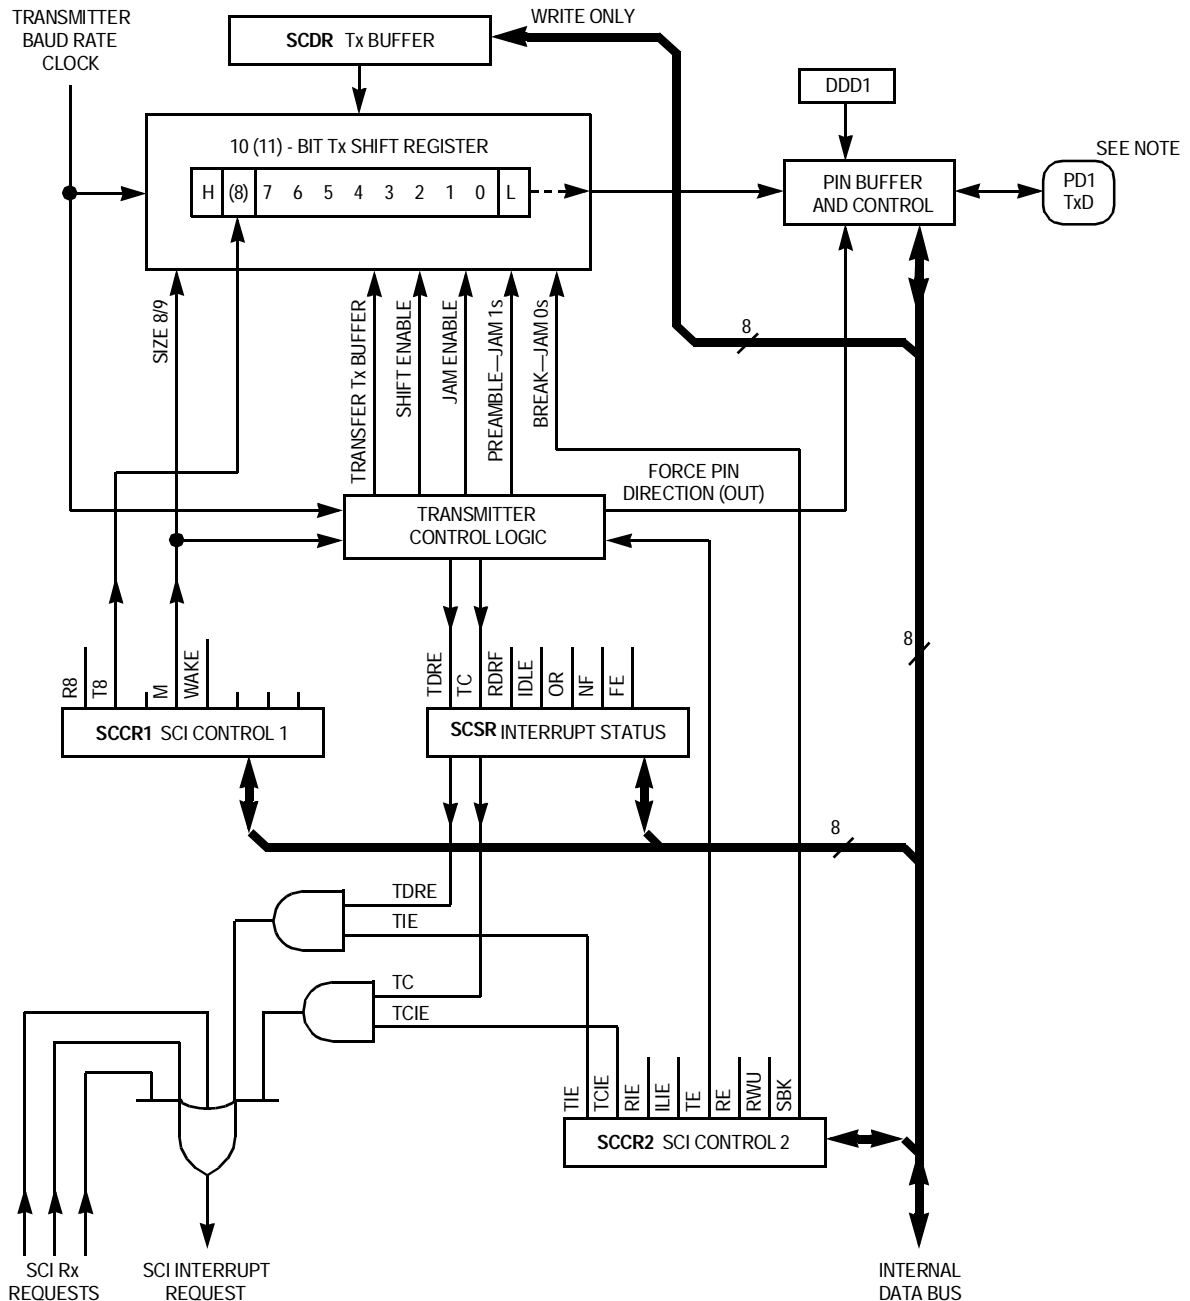 TRANSMITTER
BAUD RATE
CLOCK
SCDR Tx BUFFER
WRITE ONLY
DDD1
10 (11) - BIT Tx SHIFT REGISTER
H (8) 7 6 5 4 3 2 1 0 L
PIN BUFFER
AND CONTROL
SEE NOTE
PD1
TxD
SIZE 8/9
TRANSFER Tx BUFFER
SHIFT ENABLE
JAM ENABLE
PREAMBLE—JAM 1s
BREAK—JAM 0s
8
FORCE PIN
DIRECTION (OUT)
TRANSMITTER
CONTROL LOGIC
8
R8
T8
M
WAKE
TDRE
TC
RDRF
IDLE
OR
NF
FE
SCCR1 SCI CONTROL 1
SCSR INTERRUPT STATUS
8
TDRE
TIE
TC
TCIE
TIE
TCIE
RIE
ILIE
TE
RE
RWU
SBK
SCCR2 SCI CONTROL 2
SCI Rx
REQUESTS
SCI INTERRUPT
REQUEST
INTERNAL
DATA BUS